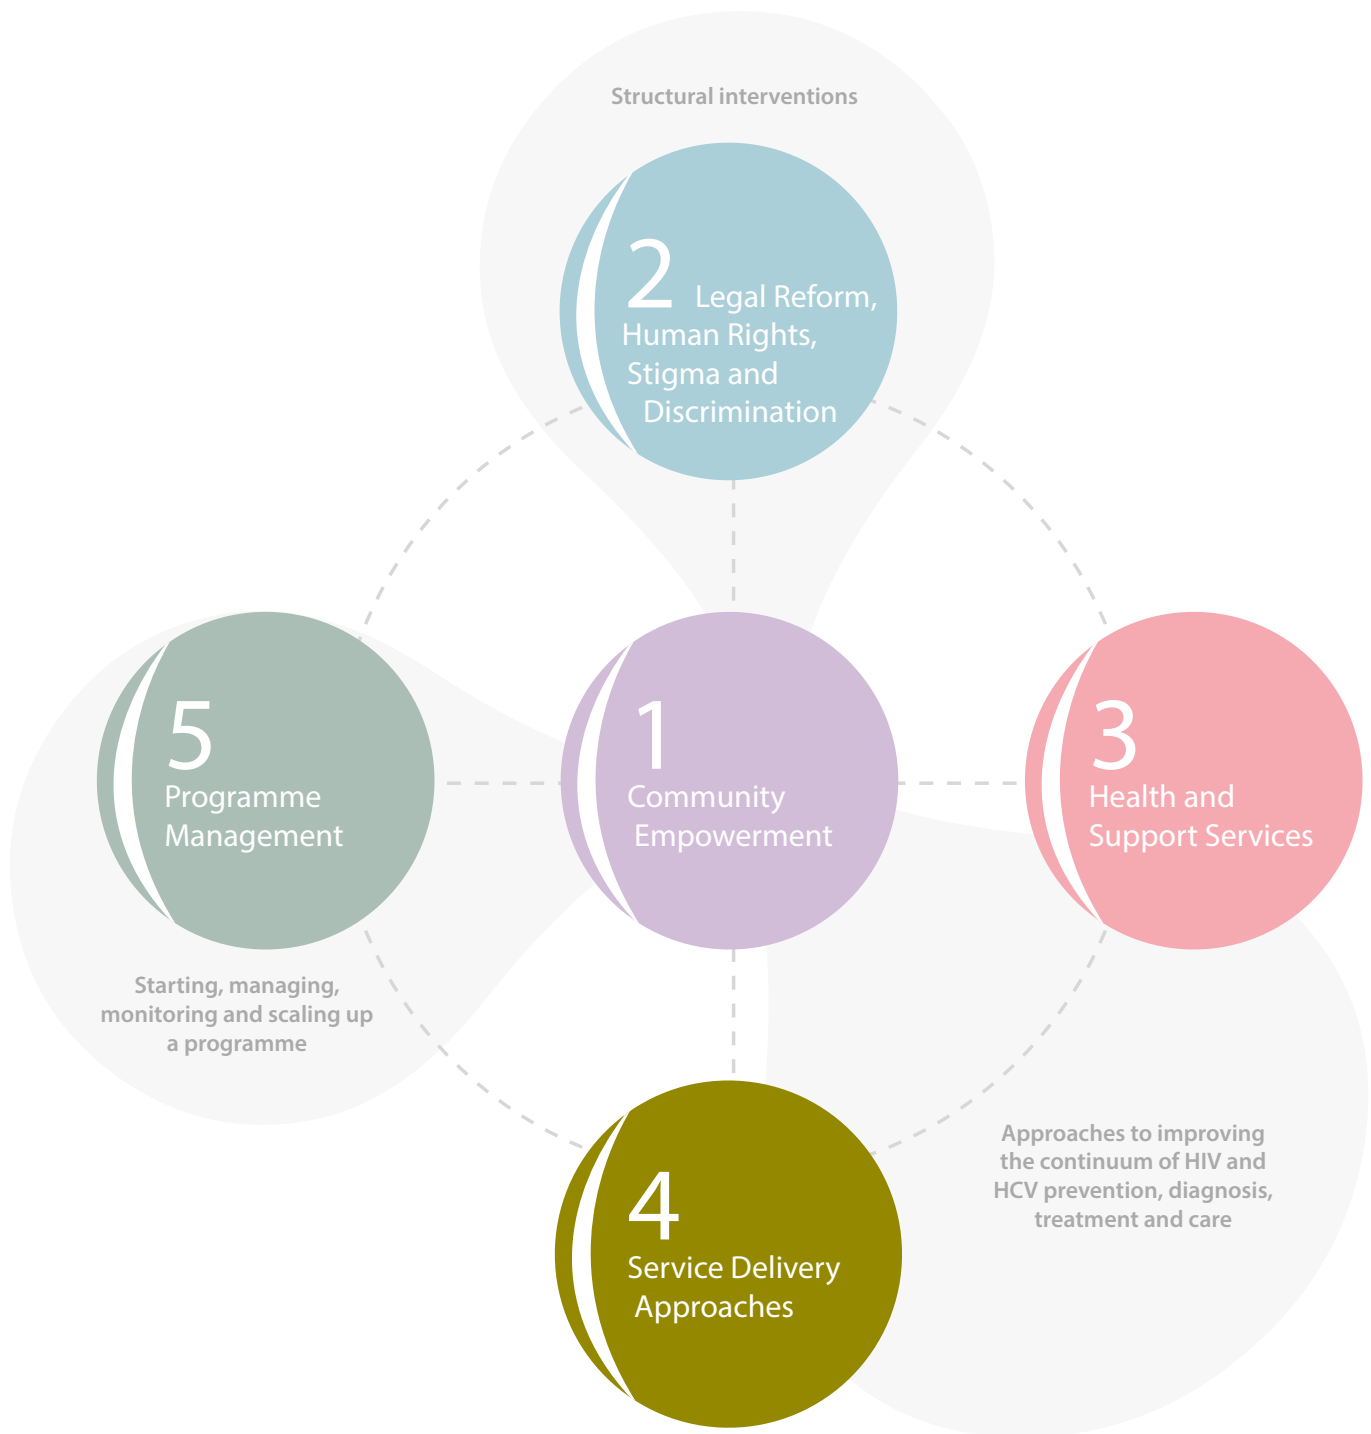 Structural interventions
2 Legal Reform,
Human Rights,
Stigma and
Discrimination
5
Programme
Management
1
Community
Empowerment
3
Health and
Support Services
Starting, managing,
monitoring and scaling up
a programme
Approaches to improving
the continuum of HIV and
HCV prevention, diagnosis,
treatment and care
4
Service Delivery
Approaches